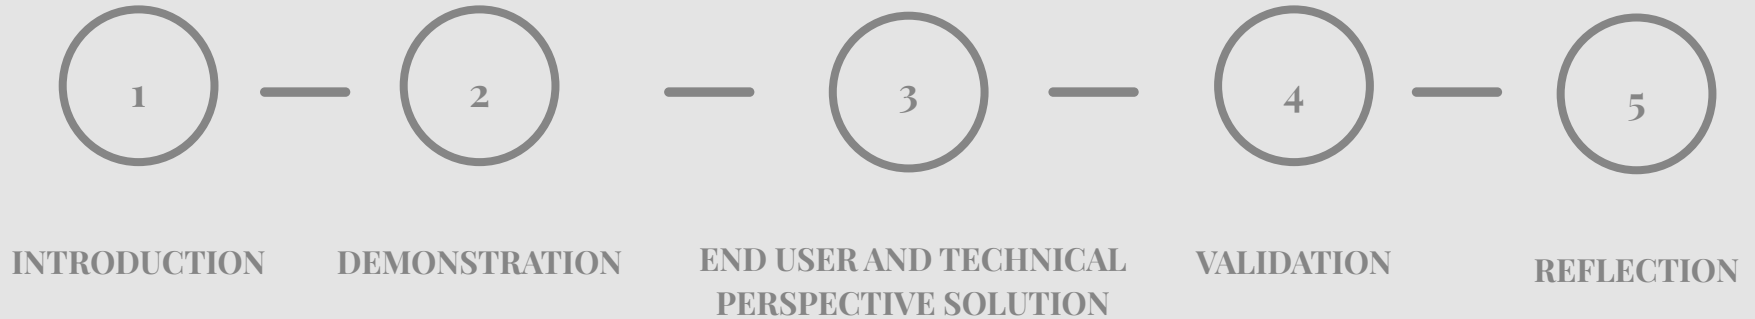 1
2
3
4
5
INTRODUCTION
DEMONSTRATION
END USER AND TECHNICAL
PERSPECTIVE SOLUTION
VALIDATION
REFLECTION